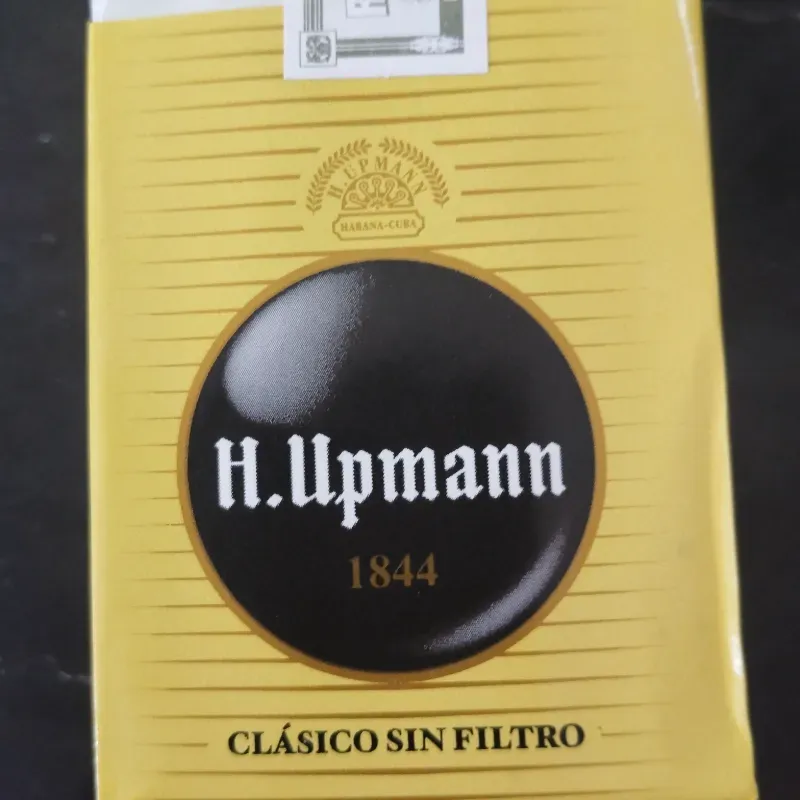 H. UPMANN
HABANA-CUBA
H.Upmann
1844
CLÁSICO SIN FILTRO